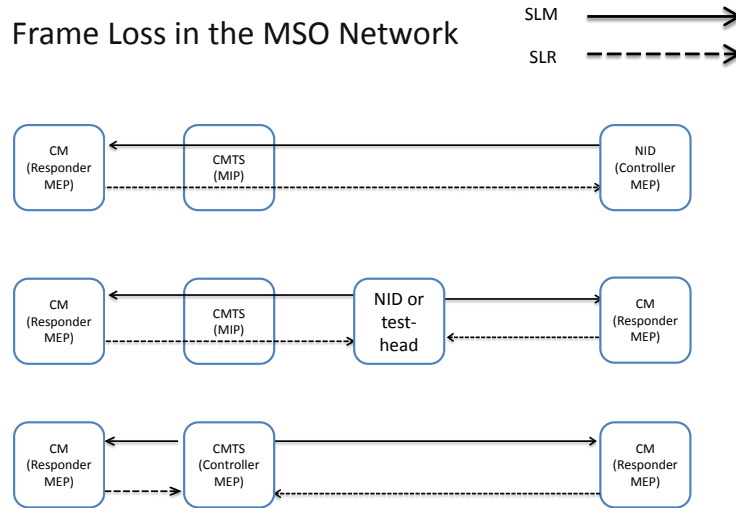 Frame Loss in the MSO Network
SLM
SLR
CM
(Responder
MEP)
CMTS
(MIP)
NID
(Controller
MEP)
CM
(Responder
MEP)
CMTS
(MIP)
NID or
test-
head
CM
(Responder
MEP)
CM
(Responder
MEP)
CMTS
(Controller
MEP)
CM
(Responder
MEP)